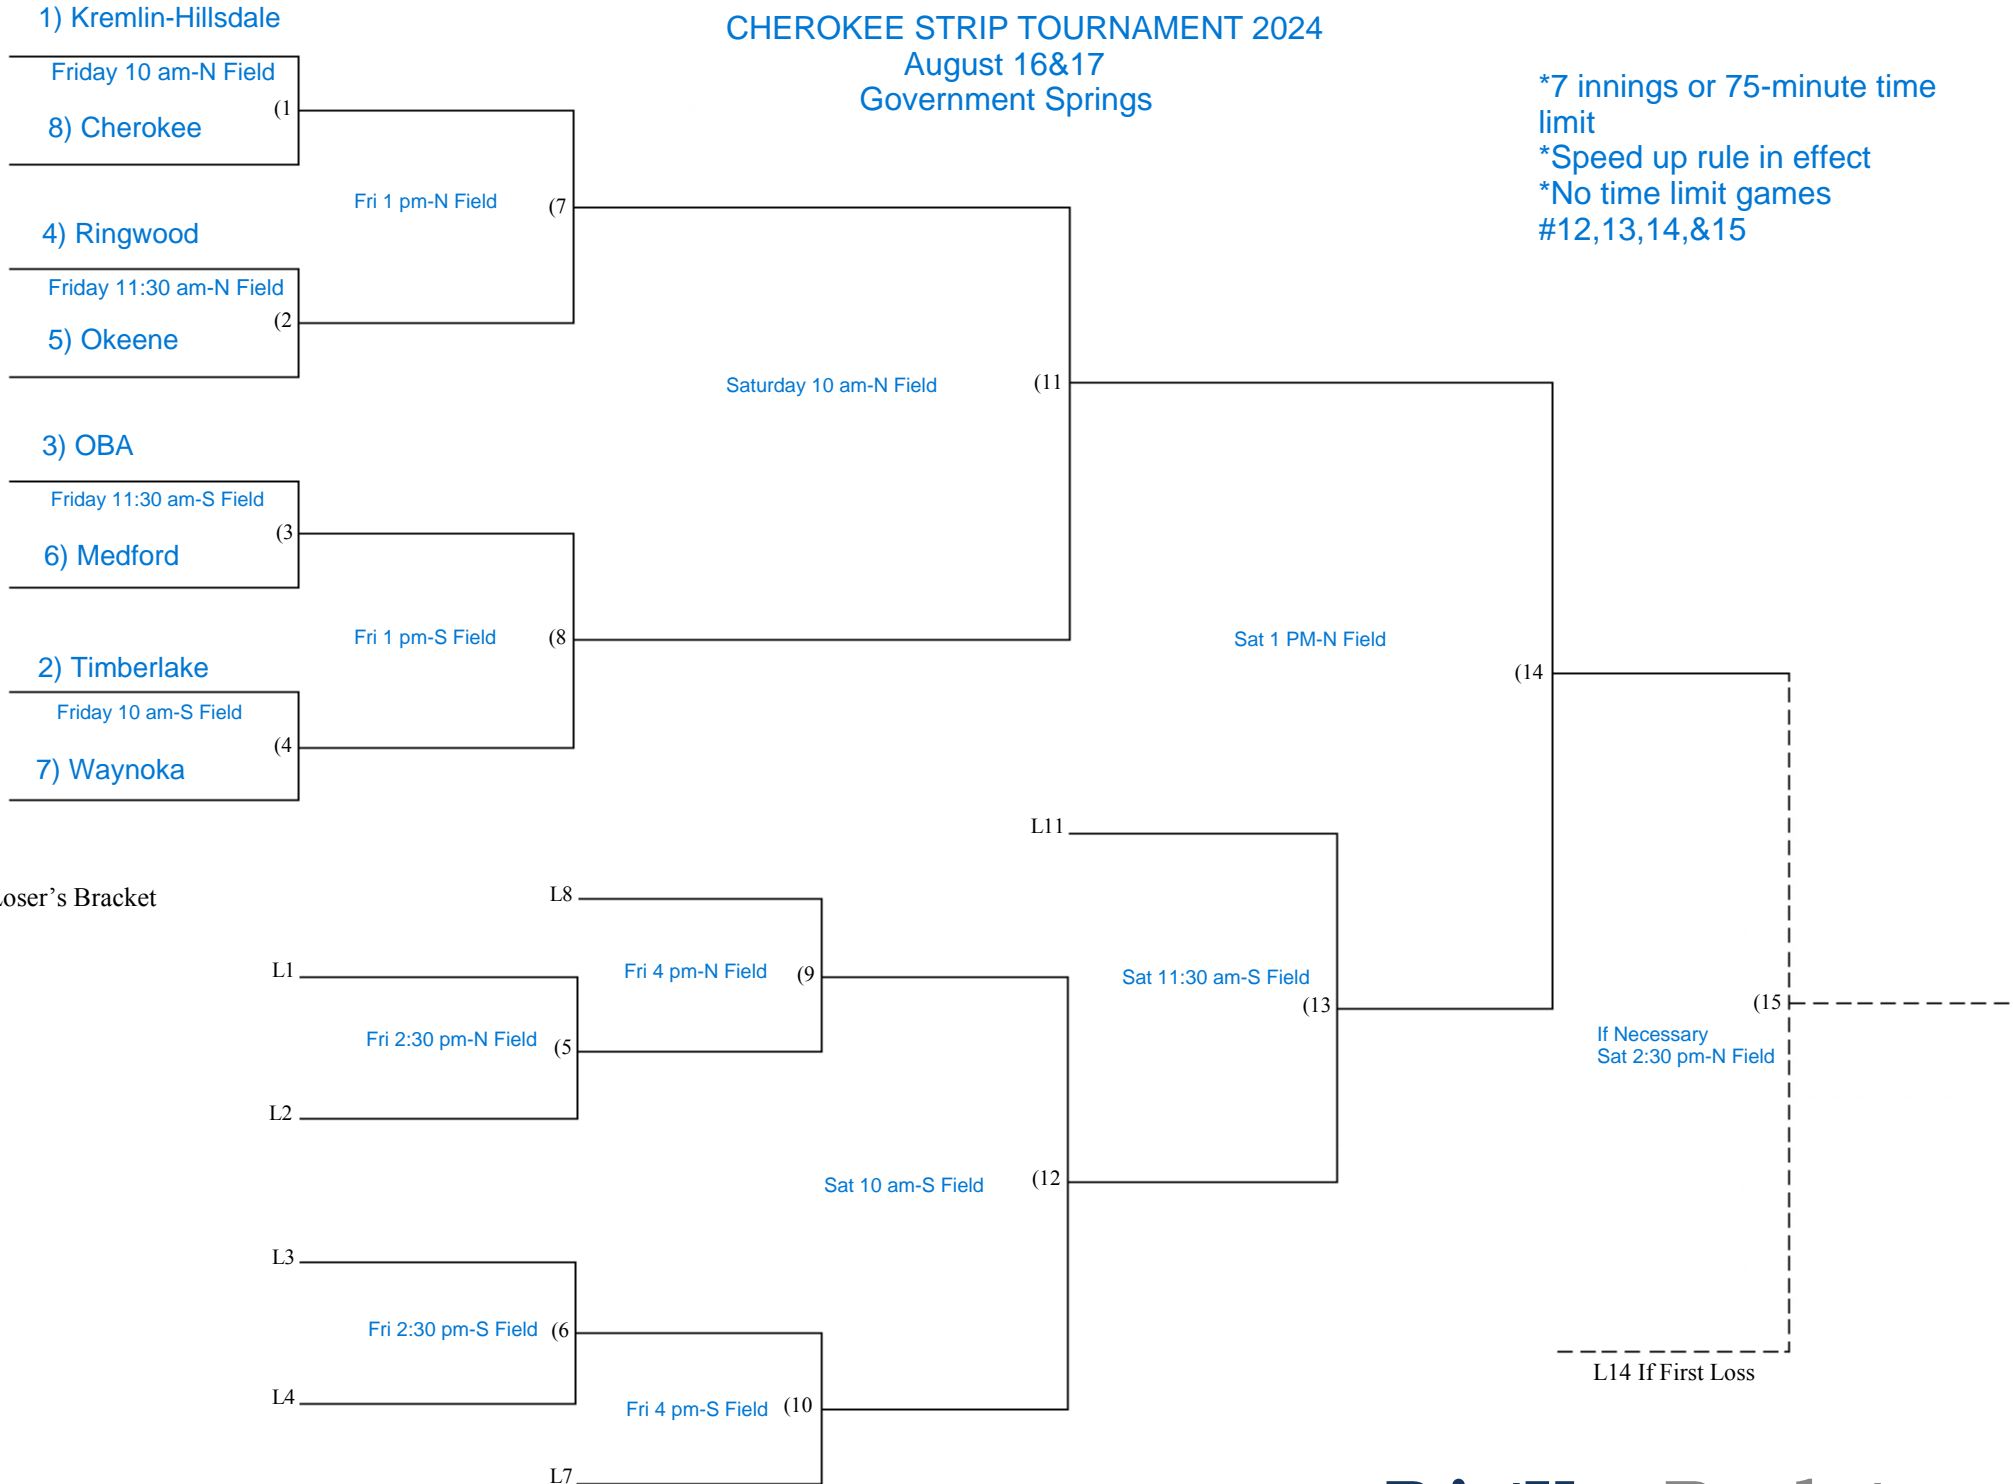 CHEROKEE STRIP TOURNAMENT 2024
August 16&17
Government Springs
*7 innings or 75-minute time
limit
*Speed up rule in effect
*No time limit games
#12,13,14,&15
1) Kremlin-Hillsdale
Friday 10 am-N Field
(1
8) Cherokee
Fri 1 pm-N Field
(7
4) Ringwood
Friday 11:30 am-N Field
(2
5) Okeene
Saturday 10 am-N Field
(11
3) OBA
Friday 11:30 am-S Field
(3
6) Medford
Fri 1 pm-S Field
(8
Sat 1 PM-N Field
(14
2) Timberlake
Friday 10 am-S Field
(4
7) Waynoka
L11
oser’s Bracket
L8
L1
Fri 4 pm-N Field
(9
Sat 11:30 am-S Field
(13
(15
If Necessary
Sat 2:30 pm-N Field
Fri 2:30 pm-N Field
(5
L2
Sat 10 am-S Field
(12
L3
Fri 2:30 pm-S Field
(6
L14 If First Loss
L4
Fri 4 pm-S Field
(10
L7